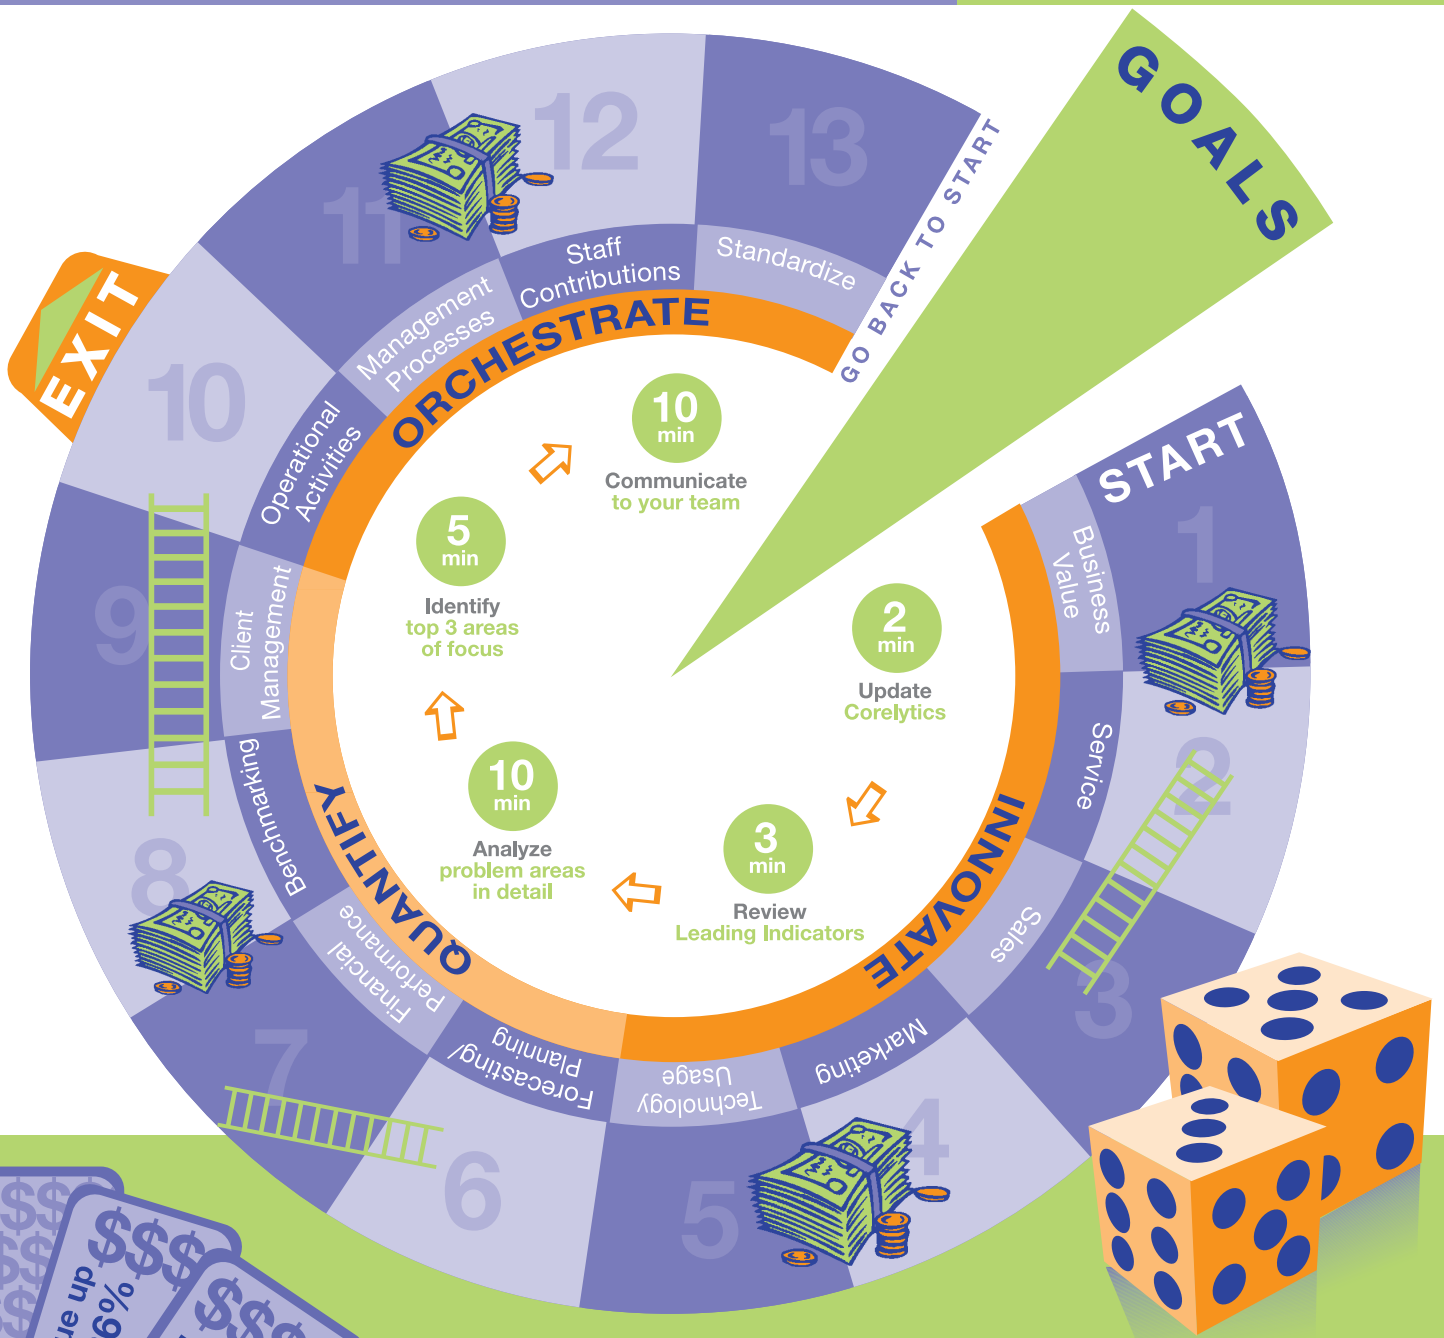 GOALS
GO BACK TO START
START
EXIT
1
2
3
4
5
6
7
8
9
10
11
12
13
Business
Value
Service
Sales
Marketing
Technology
Usage
Forecasting/
Planning
Financial
Performance
Benchmarking
Client
Management
Operational
Activities
Management
Processes
Staff
Contributions
Standardize
INNOVATE
QUANTIFY
ORCHESTRATE
2
min
Update
Corelytics
3
min
Review
Leading Indicators
10
min
Analyze
problem areas
in detail
5
min
Identify
top 3 areas
of focus
10
min
Communicate
to your team
$$$
$$$
$$$
up